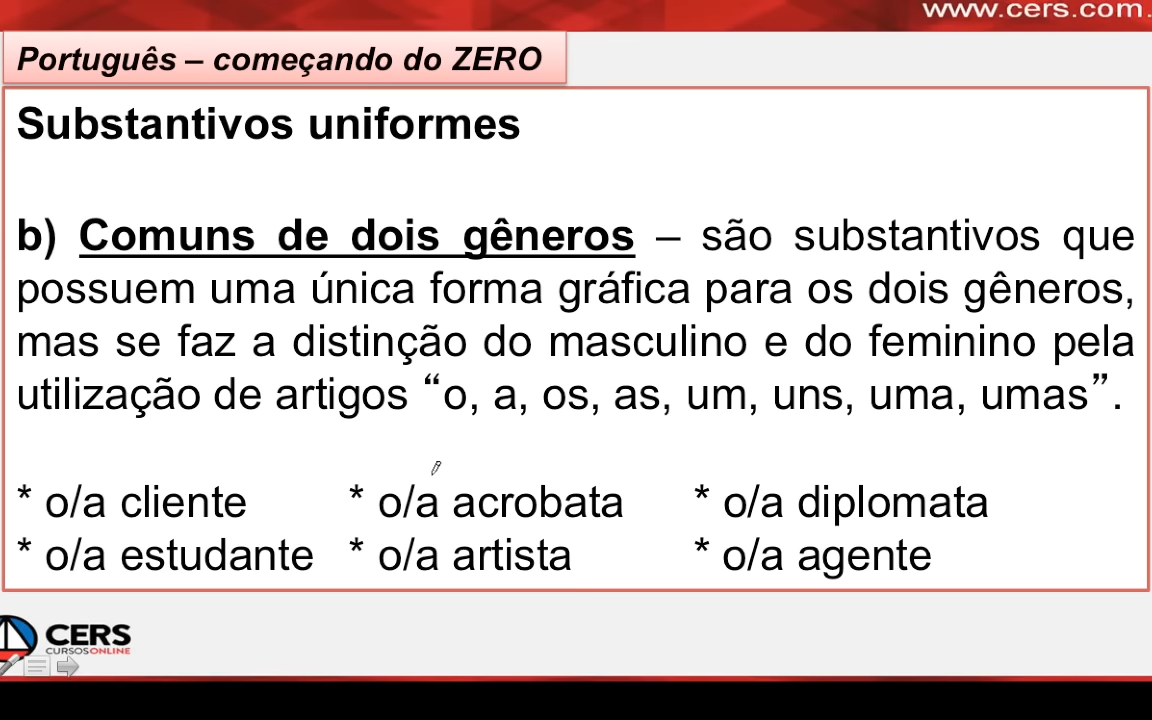 www.cers.com.
Português – começando do ZERO
Substantivos uniformes
b) Comuns de dois gêneros – são substantivos que
possuem uma única forma gráfica para os dois gêneros,
mas se faz a distinção do masculino e do feminino pela
utilização de artigos “o, a, os, as, um, uns, uma, umas”.
* o/a cliente * o/a acrobata * o/a diplomata
* o/a estudante * o/a artista * o/a agente
CERS
CURSOS ONLINE